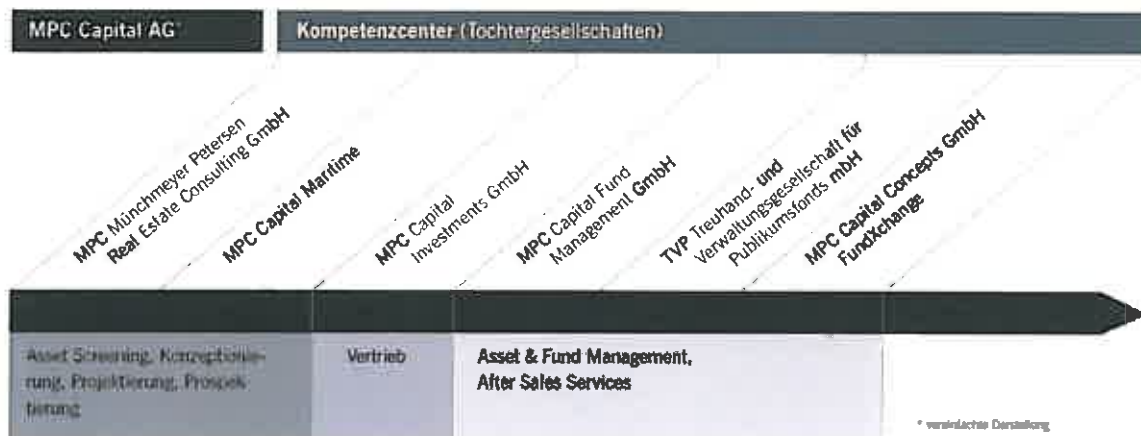 MPC Capital AG*
Kompetenzcenter (Tochtergesellschaften)
MPC Münchmeyer Petersen
Real Estate Consulting GmbH
MPC Capital Maritime
MPC Capital
Investments GmbH
MPC Capital Fund
Management GmbH
TVP Treuhand- und
Verwaltungsgesellschaft für
Publikumsfonds mbH
MPC Capital Concepts GmbH
FundXchange
Asset Screening, Konzeptionie-
rung, Projektierung, Prospek
tierung
Vertrieb
Asset & Fund Management,
After Sales Services
* vereinfachte Darstellung